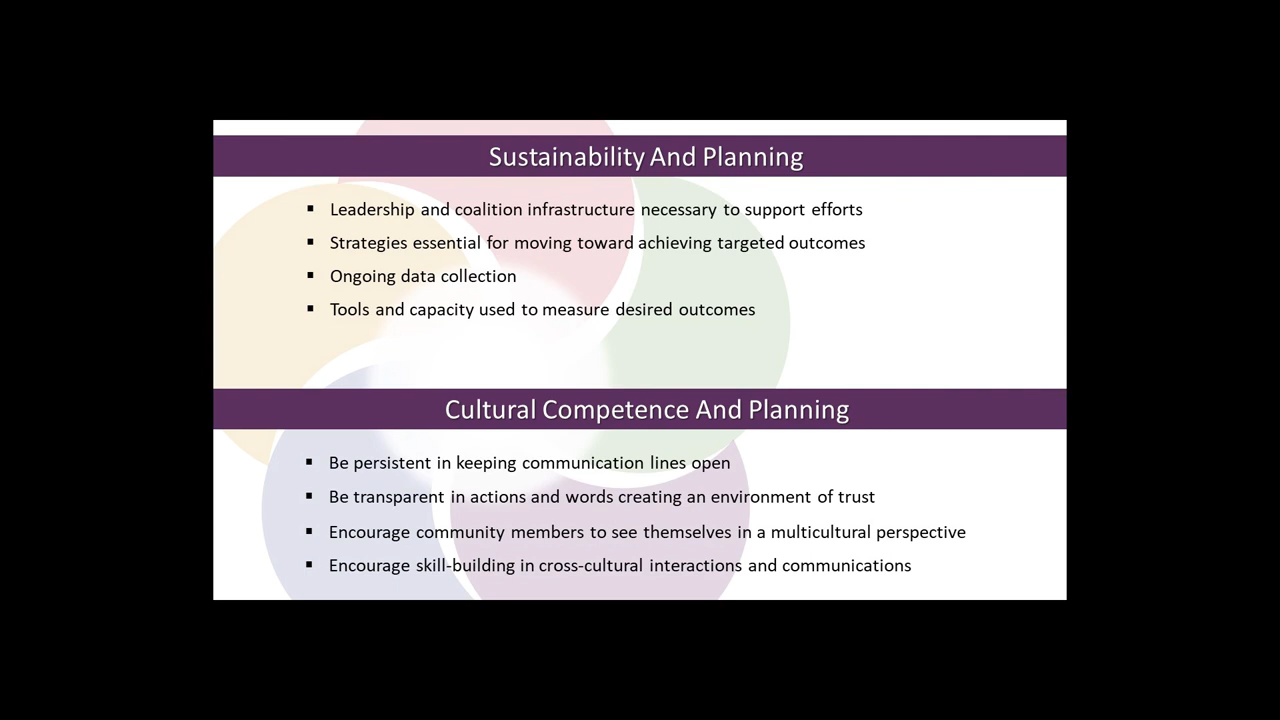 Sustainability And Planning
▪ Leadership and coalition infrastructure necessary to support efforts
▪ Strategies essential for moving toward achieving targeted outcomes
▪ Ongoing data collection
▪ Tools and capacity used to measure desired outcomes
Cultural Competence And Planning
▪ Be persistent in keeping communication lines open
▪ Be transparent in actions and words creating an environment of trust
▪ Encourage community members to see themselves in a multicultural perspective
▪ Encourage skill-building in cross-cultural interactions and communications